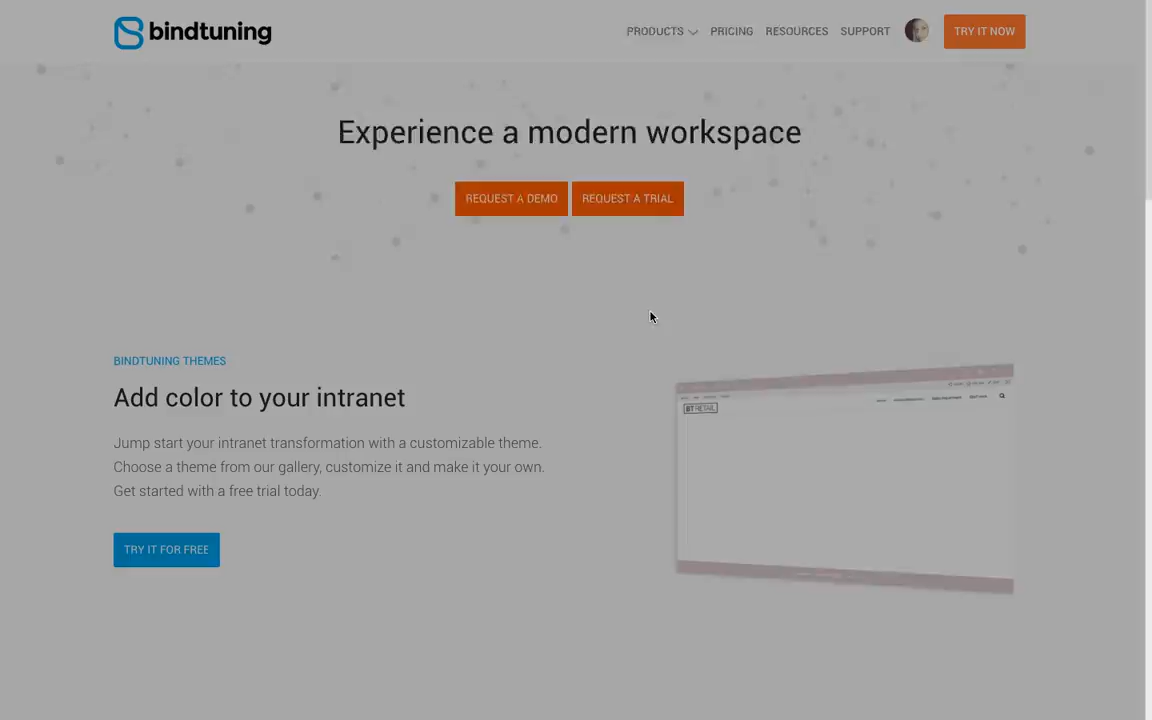 bindtuning
PRODUCTS PRICING RESOURCES SUPPORT TRY IT NOW
Experience a modern workspace
REQUEST A DEMO REQUEST A TRIAL
BINDTUNING THEMES
Add color to your intranet
Jump start your intranet transformation with a customizable theme.
Choose a theme from our gallery, customize it and make it your own.
Get started with a free trial today.
TRY IT FOR FREE
BT RETAIL